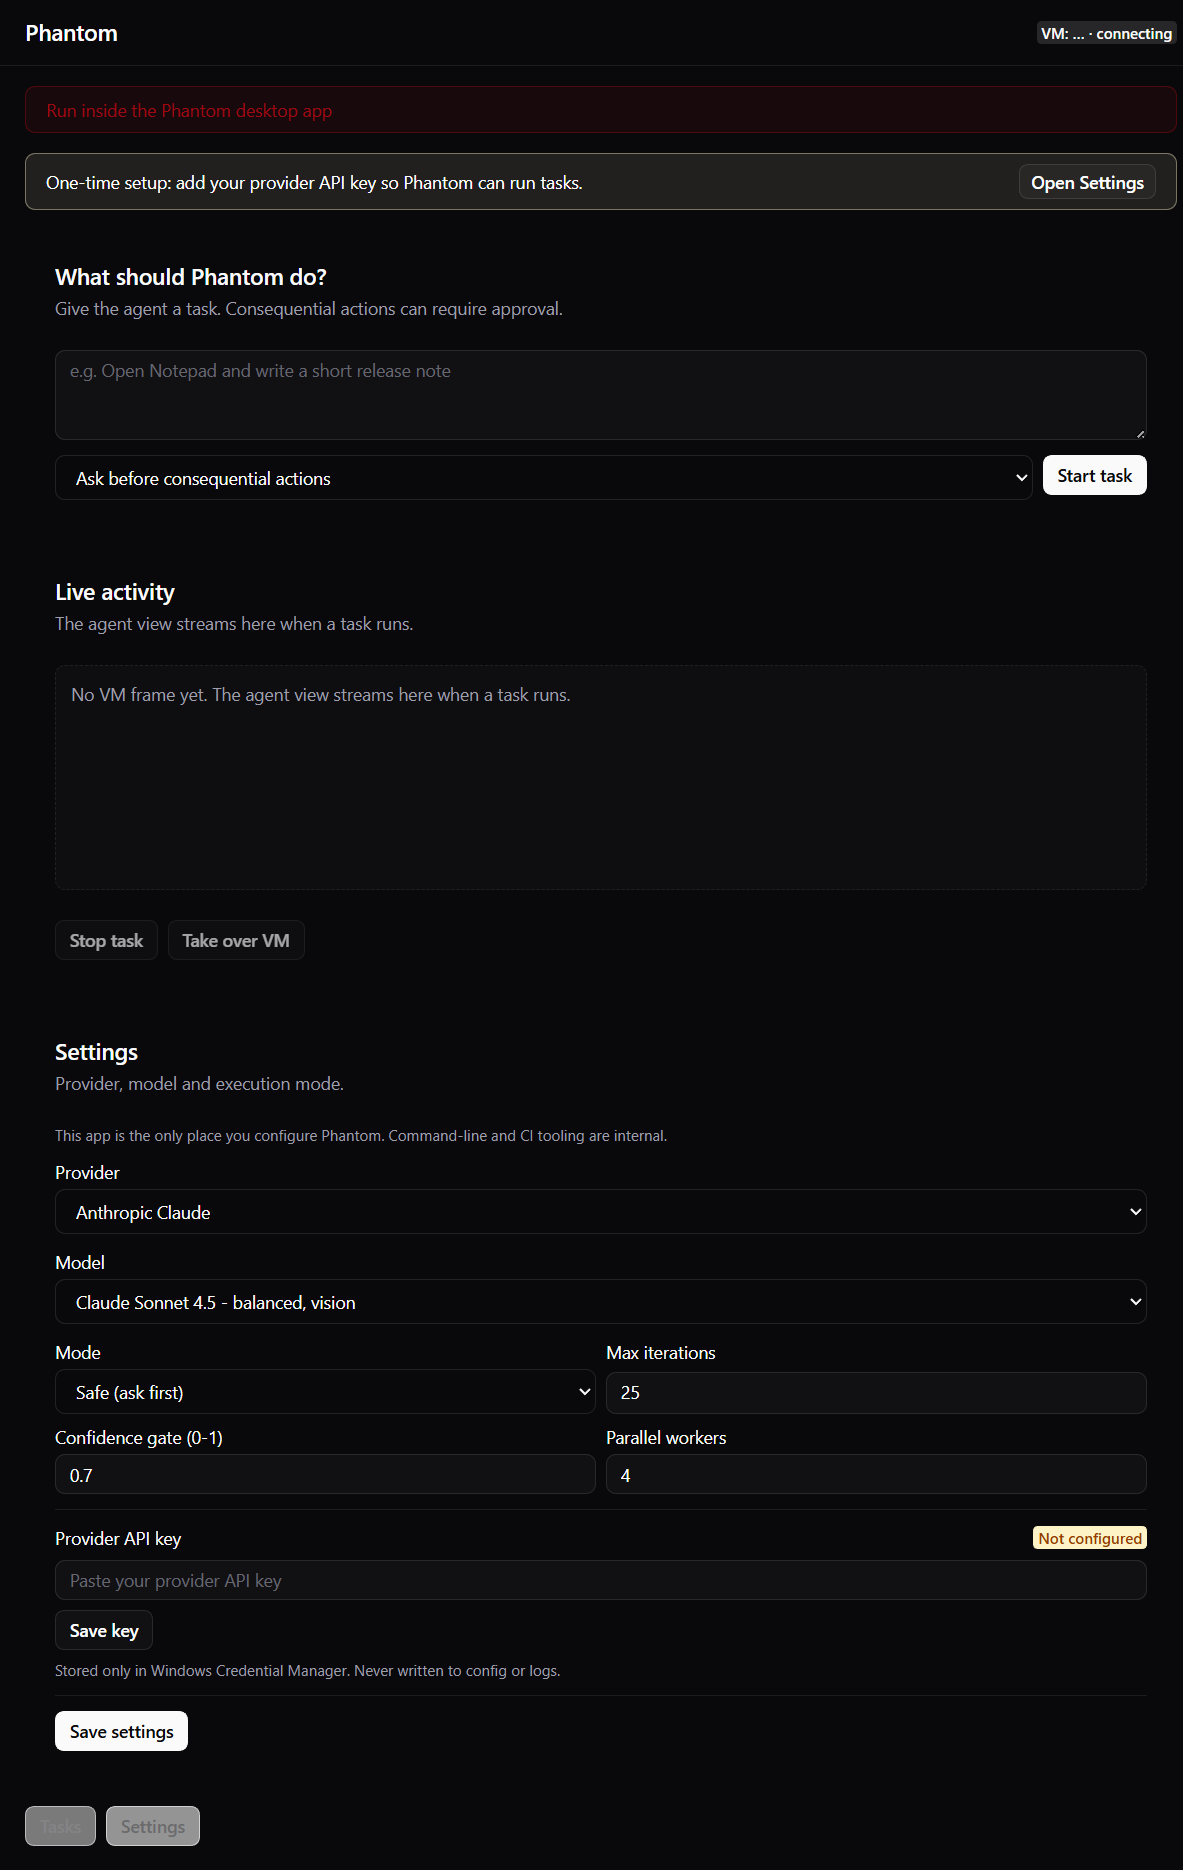 Phantom
VM: ... · connecting
Run inside the Phantom desktop app
One-time setup: add your provider API key so Phantom can run tasks.
Open Settings
What should Phantom do?
Give the agent a task. Consequential actions can require approval.
e.g. Open Notepad and write a short release note
Ask before consequential actions
Start task
Live activity
The agent view streams here when a task runs.
No VM frame yet. The agent view streams here when a task runs.
Stop task
Take over VM
Settings
Provider, model and execution mode.
This app is the only place you configure Phantom. Command-line and CI tooling are internal.
Provider
Anthropic Claude
Model
Claude Sonnet 4.5 - balanced, vision
Mode
Max iterations
Safe (ask first)
25
Confidence gate (0-1)
Parallel workers
0.7
4
Provider API key
Not configured
Paste your provider API key
Save key
Stored only in Windows Credential Manager. Never written to config or logs.
Save settings
Tasks
Settings